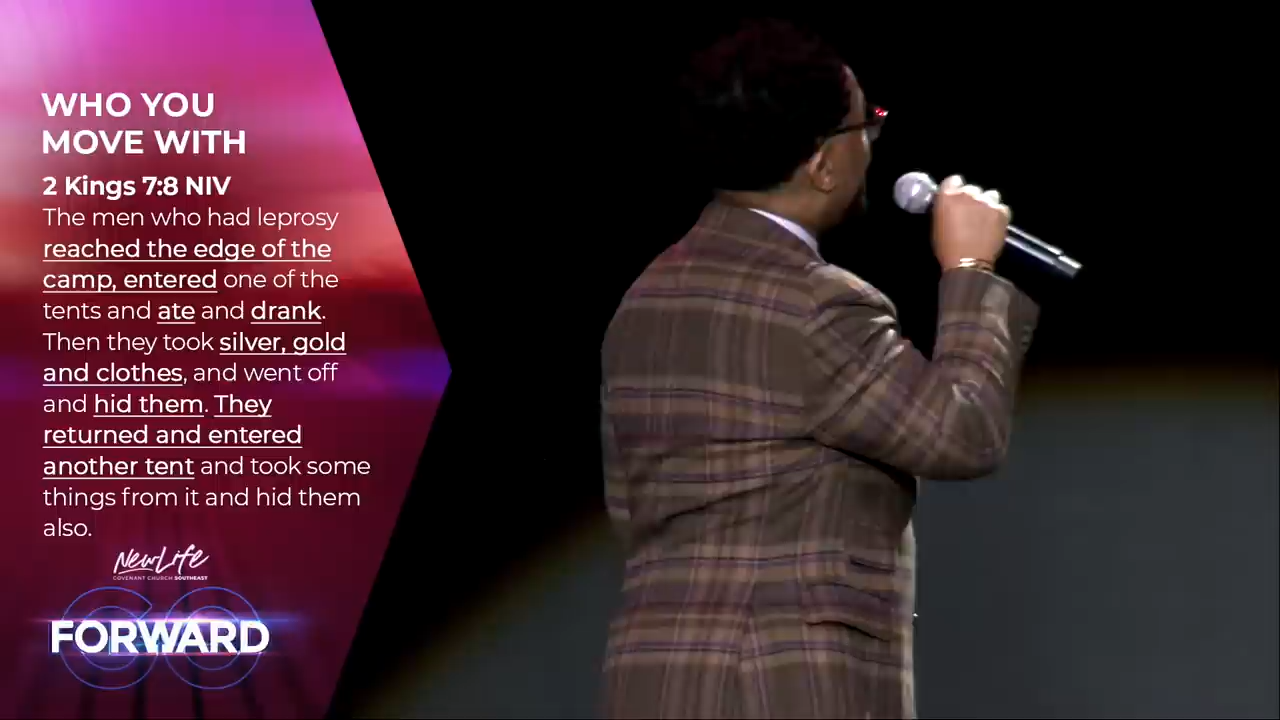 WHO YOU
MOVE WITH
2 Kings 7:8 NIV
The men who had leprosy
reached the edge of the
camp, entered one of the
tents and ate and drank.
Then they took silver, gold
and clothes, and went off
and hid them. They
returned and entered
another tent and took some
things from it and hid them
also.
NewLife
COVENANT CHURCH SOUTHEAST
GO
FORWARD